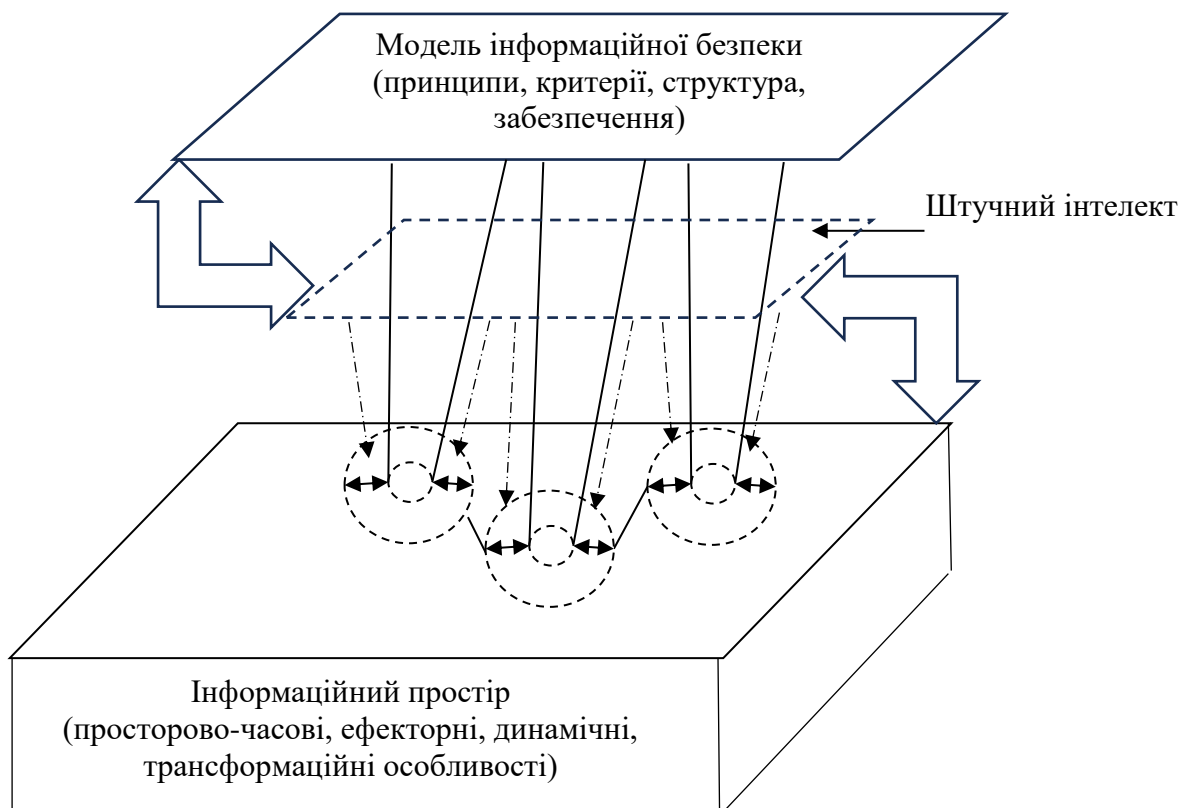 Модель інформаційної безпеки
(принципи, критерії, структура,
забезпечення)
Штучний інтелект
Інформаційний простір
(просторово-часові, ефекторні, динамічні,
трансформаційні особливості)